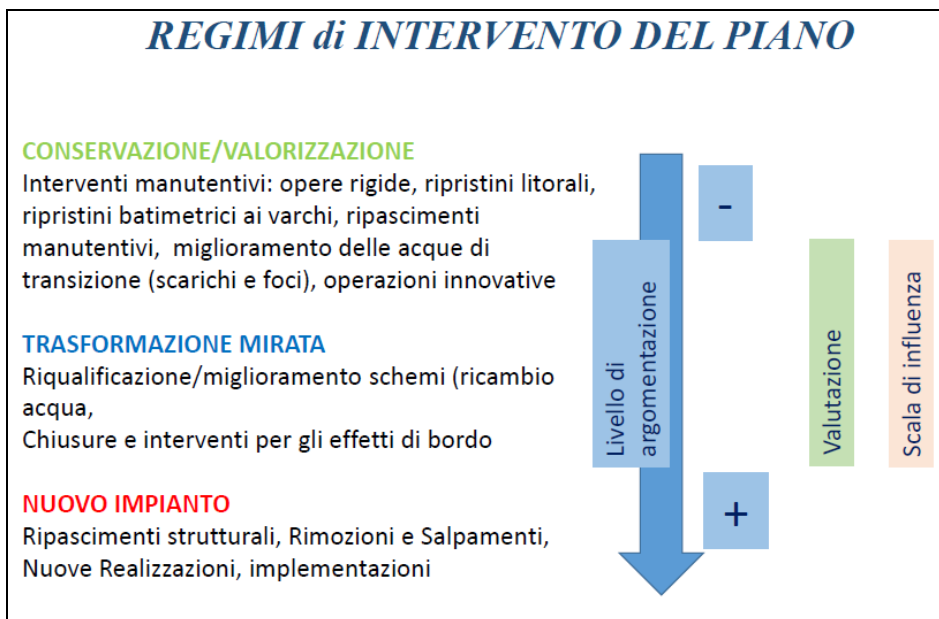 REGIMI di INTERVENTO DEL PIANO
CONSERVAZIONE/VALORIZZAZIONE
Interventi manutentivi: opere rigide, ripristini litorali,
ripristini batimetrici ai varchi, ripascimenti
manutentivi, miglioramento delle acque di
transizione (scarichi e foci), operazioni innovative
TRASFORMAZIONE MIRATA
Riqualificazione/miglioramento schemi (ricambio
acqua,
Chiusure e interventi per gli effetti di bordo
NUOVO IMPIANTO
Ripascimenti strutturali, Rimozioni e Salpamenti,
Nuove Realizzazioni, implementazioni
-
Livello di
argomentazione
+
Valutazione
Scala di influenza